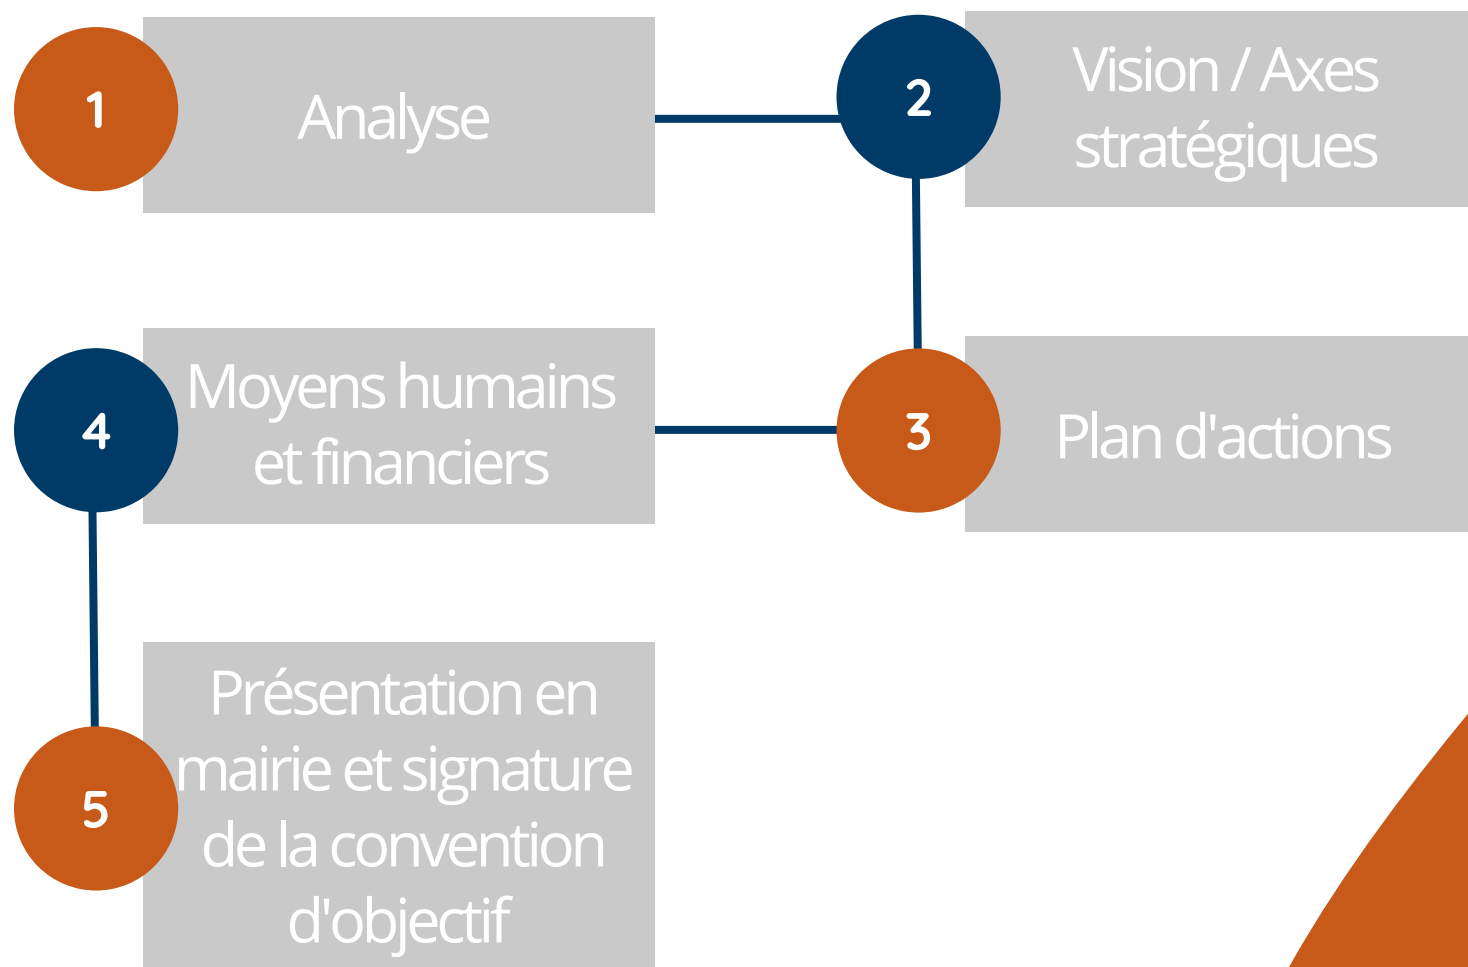 1
Analyse
2
Vision / Axes
stratégiques
3
Plan d'actions
4
Moyens humains
et financiers
5
Présentation en
mairie et signature
de la convention
d'objectif